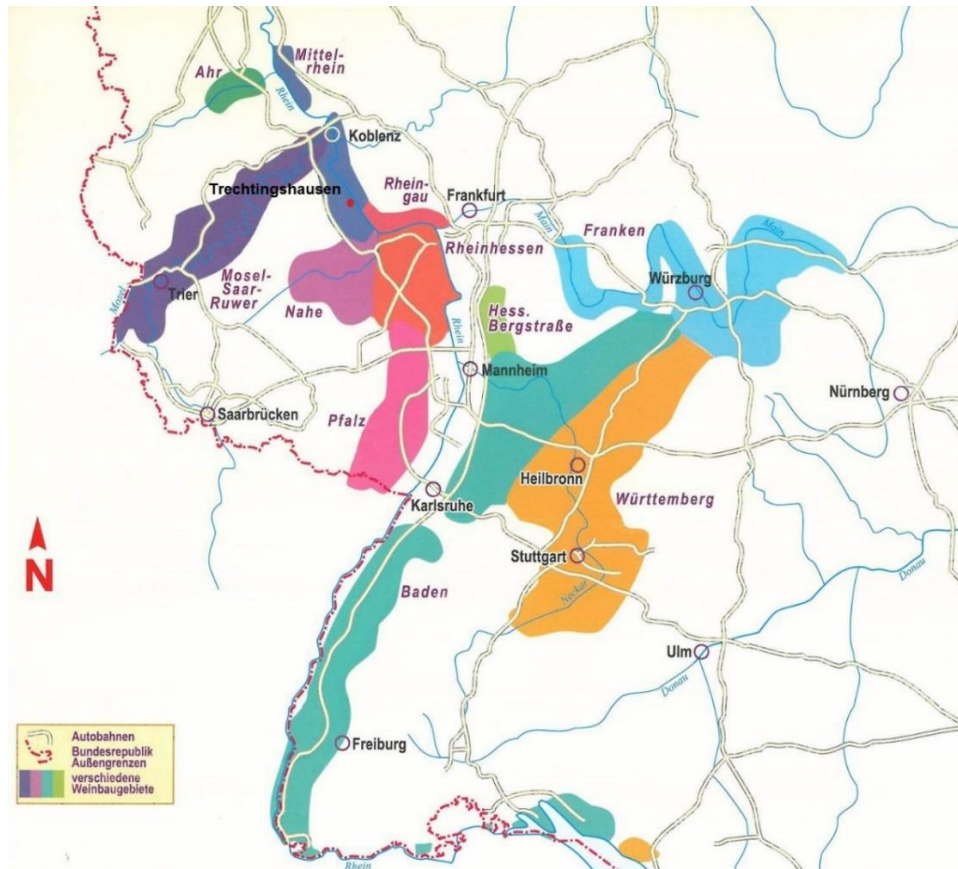 Mittel-
rhein
Ahr
Rhein
Koblenz
Trechtingshausen
Rhein-
gau
Frankfurt
Main
Franken
Main
Rheinhessen
Würzburg
Mosel-
Saar-
Ruwer
Trier
Mosel
Nahe
Rhein
Hess.
Bergstraße
Mannheim
Nürnberg
Saarbrücken
Pfalz
Heilbronn
Karlsruhe
Württemberg
Stuttgart
Neckar
Donau
Baden
Ulm
Donau
N
Freiburg
Autobahnen
Bundesrepublik
Außengrenzen
verschiedene
Weinbaugebiete
Rhein